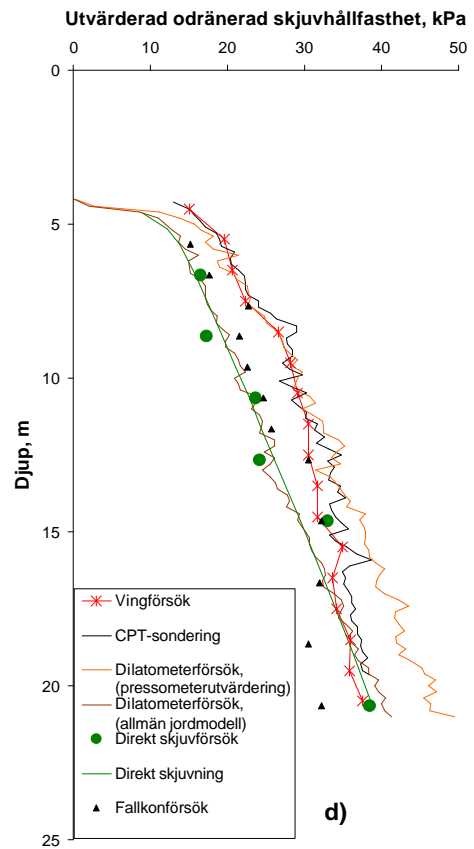 Utvärderad odränerad skjuvhållfasthet, kPa
0 10 20 30 40 50
0
5
10
15
20
25
Djup, m
Vingförsök
CPT-sondering
Dilatometerförsök,
(pressometerutvärdering)
Dilatometerförsök,
(allmän jordmodell)
Direkt skjuvförsök
Direkt skjuvning
Fallkonförsök
d)